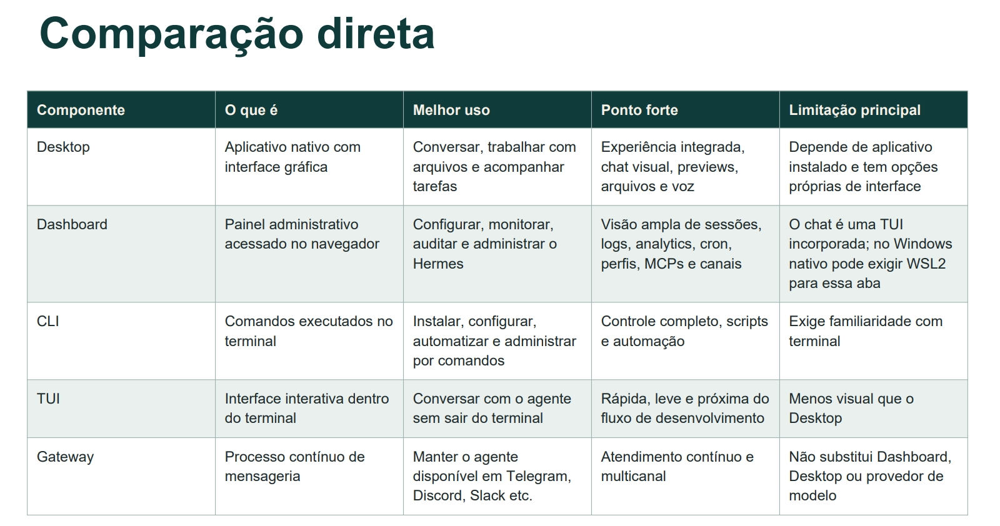 Comparação direta
Componente
O que é
Melhor uso
Ponto forte
Limitação principal
Desktop
Aplicativo nativo com
interface gráfica
Conversar, trabalhar com
arquivos e acompanhar
tarefas
Experiência integrada,
chat visual, previews,
arquivos e voz
Depende de aplicativo
instalado e tem opções
próprias de interface
Dashboard
Painel administrativo
acessado no navegador
Configurar, monitorar,
auditar e administrar o
Hermes
Visão ampla de sessões,
logs, analytics, cron,
perfis, MCPs e canais
O chat é uma TUI
incorporada; no Windows
nativo pode exigir WSL2
para essa aba
CLI
Comandos executados no
terminal
Instalar, configurar,
automatizar e administrar
por comandos
Controle completo, scripts
e automação
Exige familiaridade com
terminal
TUI
Interface interativa dentro
do terminal
Conversar com o agente
sem sair do terminal
Rápida, leve e próxima do
fluxo de desenvolvimento
Menos visual que o
Desktop
Gateway
Processo contínuo de
mensageria
Manter o agente
disponível em Telegram,
Discord, Slack etc.
Atendimento contínuo e
multicanal
Não substitui Dashboard,
Desktop ou provedor de
modelo